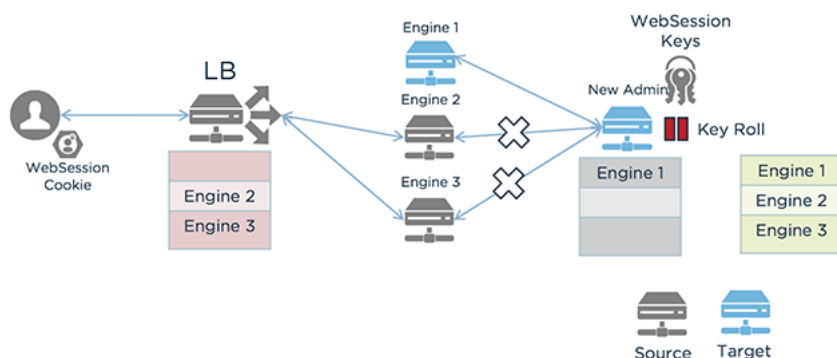 WebSession
Cookie
LB
Engine 2
Engine 3
Engine 1
Engine 2
Engine 3
WebSession
Keys
New Admin
Key Roll
Engine 1
Engine 1
Engine 2
Engine 3
Source
Target